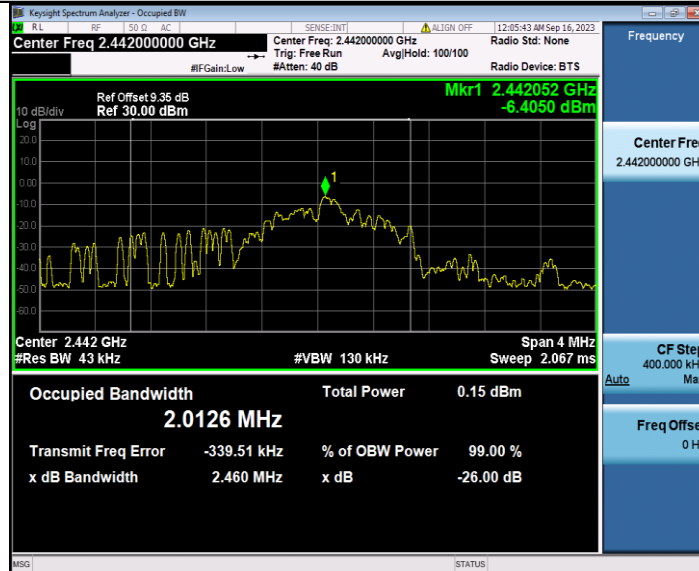 Keysight Spectrum Analyzer - Occupied BW
RL RF 50 Ω AC SENSE:INT ALIGN OFF 12:05:43 AM Sep 16, 2023
Center Freq 2.442000000 GHz
Center Freq: 2.442000000 GHz
Radio Std: None
Trig: Free Run
Avg|Hold: 100/100
#IFGain:Low
#Atten: 40 dB
Radio Device: BTS
Frequency
Ref Offset 9.35 dB
Mkr1 2.442052 GHz
10 dB/div
Ref 30.00 dBm
-6.4050 dBm
Log
20.0
10.0
0.00
-10.0
-20.0
-30.0
-40.0
-50.0
-60.0
1
Center 2.442 GHz
Span 4 MHz
#Res BW 43 kHz
#VBW 130 kHz
Sweep 2.067 ms
Occupied Bandwidth
Total Power 0.15 dBm
2.0126 MHz
Transmit Freq Error -339.51 kHz
% of OBW Power 99.00 %
x dB Bandwidth 2.460 MHz
x dB -26.00 dB
Center Fre
2.442000000 GH
CF Ste
400.000 kH
Auto Ma
Freq Offse
0 H
MSG
STATUS